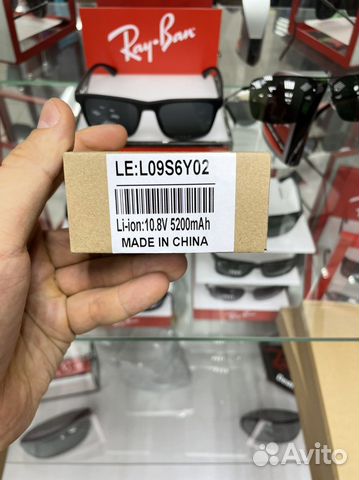 Ray-Ban
LE:L09S6Y02
Li-ion:10.8V 5200mAh
MADE IN CHINA
Avito